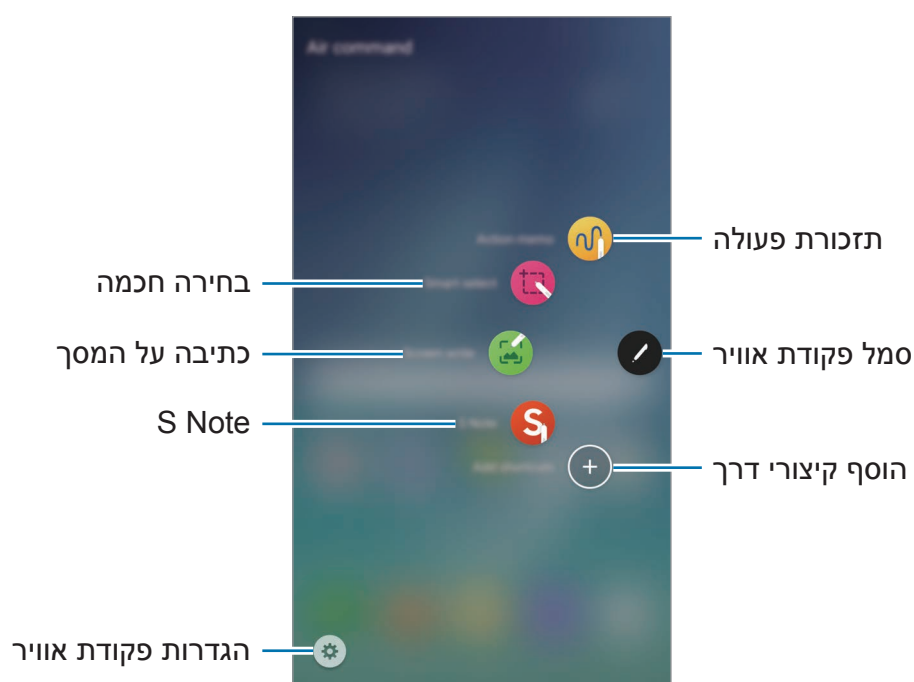 Air command
תזכורת פעולה
Action memo
בחירה חכמה
Smart select
כתיבה על המסך
Screen write
סמל פקודת אוויר
S Note
S Note
הוסף קיצורי דרך
Add shortcuts
הגדרות פקודת אוויר